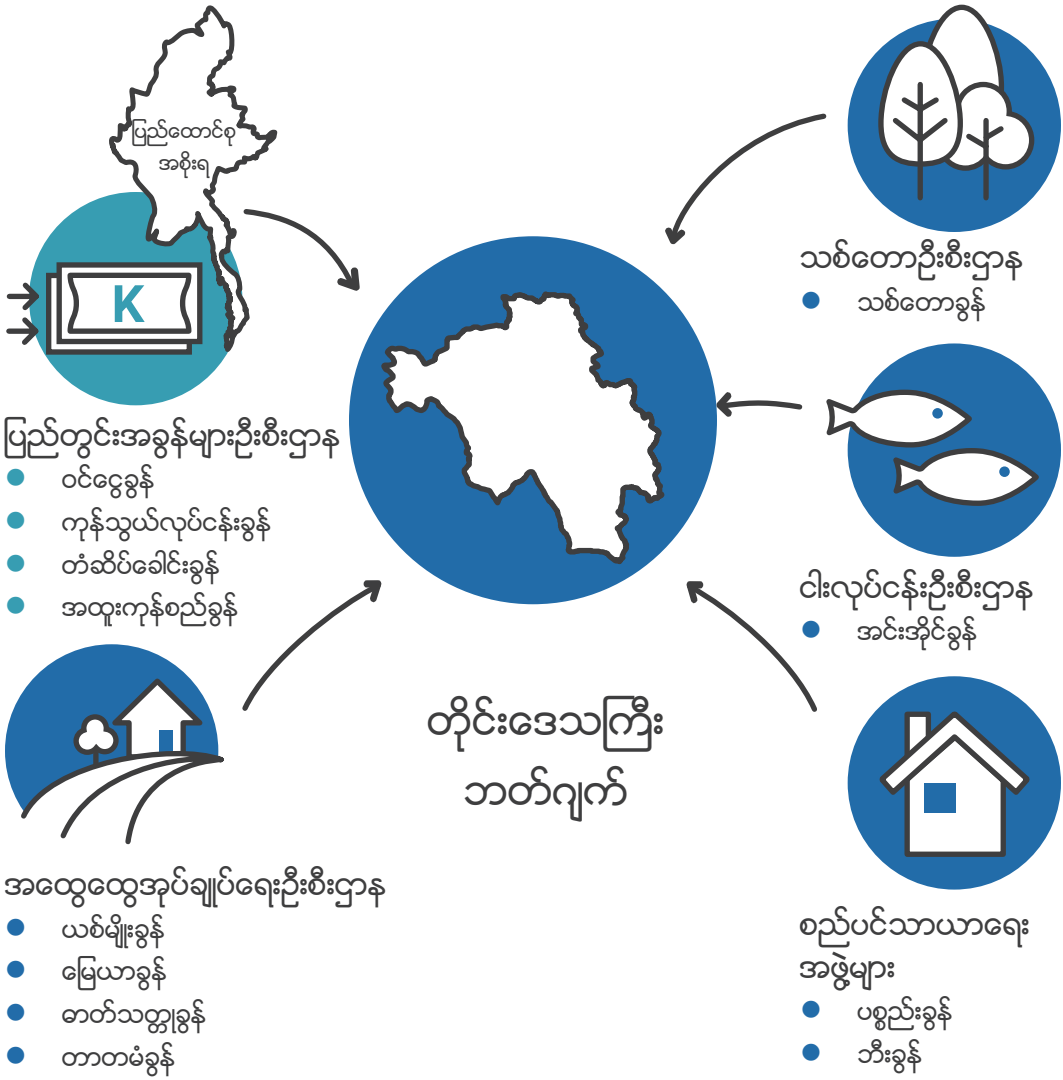 ပြည်ထောင်စု
အစိုးရ
K
ပြည်တွင်းအခွန်များဦးစီးဌာန
ဝင်ငွေခွန်
ကုန်သွယ်လုပ်ငန်းခွန်
တံဆိပ်ခေါင်းခွန်
အထူးကုန်စည်ခွန်
အထွေထွေအုပ်ချုပ်ရေးဦးစီးဌာန
ယစ်မျိုးခွန်
မြေယာခွန်
ဓာတ်သတ္တုခွန်
တာတမံခွန်
တိုင်းဒေသကြီး
ဘတ်ဂျက်
သစ်တောဦးစီးဌာန
သစ်တောခွန်
ငါးလုပ်ငန်းဦးစီးဌာန
အင်းအိုင်ခွန်
စည်ပင်သာယာရေး
အဖွဲ့များ
ပစ္စည်းခွန်
ဘီးခွန်